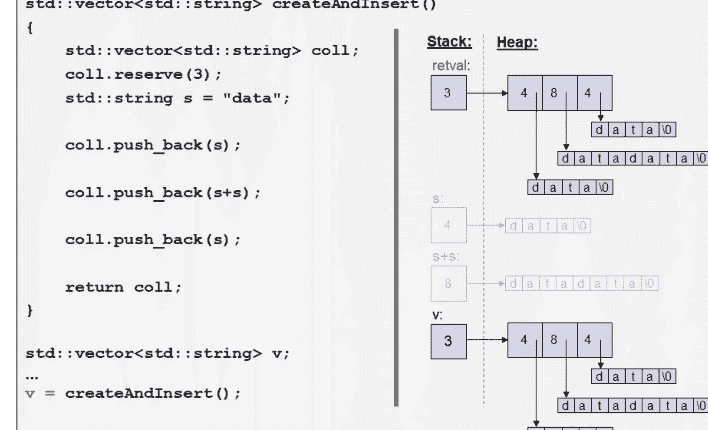 std::vector<std::string> createAndInsert()
{
std::vector<std::string> coll;
coll.reserve(3);
std::string s = "data";
coll.push_back(s);
coll.push_back(s+s);
coll.push_back(s);
return coll;
}
std::vector<std::string> v;
...
v = createAndInsert();
Stack: Heap:
retval:
3 4 8 4
d a t a \0
d a t a d a t a \0
d a t a \0
s:
4 d a t a \0
s+s:
8 d a t a d a t a \0
v:
3 4 8 4
d a t a \0
d a t a d a t a \0